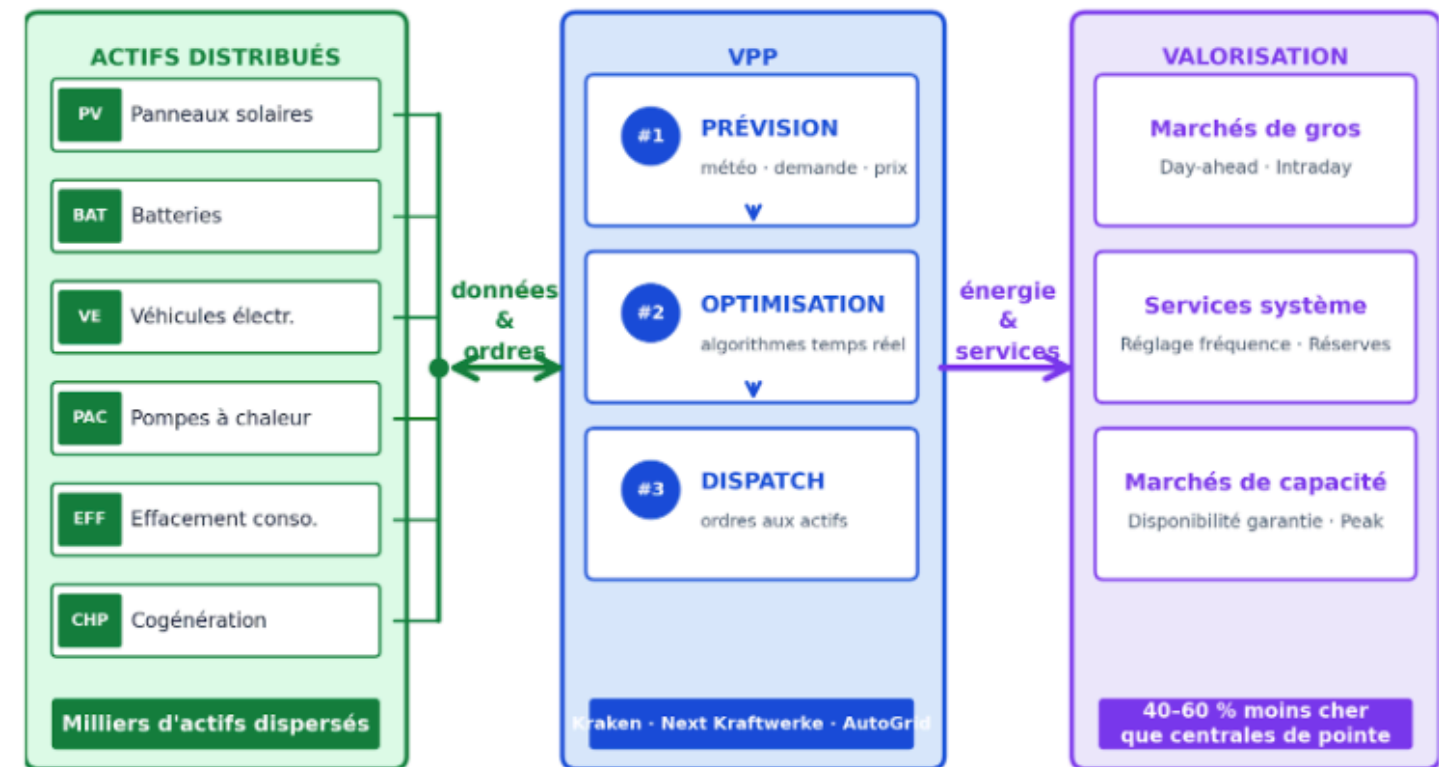 ACTIFS DISTRIBUÉS
PV Panneaux solaires
BAT Batteries
VE Véhicules électr.
PAC Pompes à chaleur
EFF Effacement conso.
CHP Cogénération
Milliers d'actifs dispersés
données
&
ordres
VPP
#1 PRÉVISION
météo · demande · prix
#2 OPTIMISATION
algorithmes temps réel
#3 DISPATCH
ordres aux actifs
Kraken · Next Kraftwerke · AutoGrid
énergie
&
services
VALORISATION
Marchés de gros
Day-ahead · Intraday
Services système
Réglage fréquence · Réserves
Marchés de capacité
Disponibilité garantie · Peak
40–60 % moins cher
que centrales de pointe